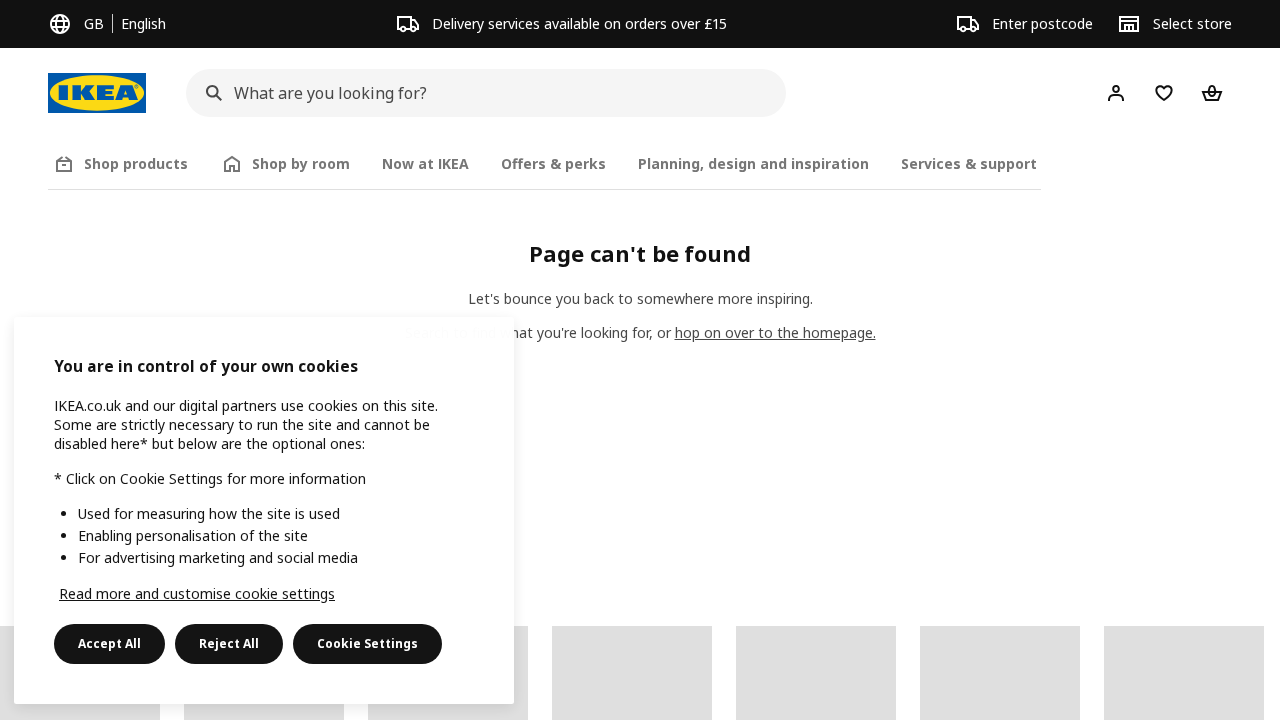 GB English
Delivery services available on orders over £15
Enter postcode
Select store
IKEA
What are you looking for?
Shop products
Shop by room
Now at IKEA
Offers & perks
Planning, design and inspiration
Services & support
Page can't be found
Let's bounce you back to somewhere more inspiring.
you're looking for, or hop on over to the homepage.
You are in control of your own cookies
IKEA.co.uk and our digital partners use cookies on this site.
Some are strictly necessary to run the site and cannot be
disabled here* but below are the optional ones:
* Click on Cookie Settings for more information
Used for measuring how the site is used
Enabling personalisation of the site
For advertising marketing and social media
Read more and customise cookie settings
Accept All
Reject All
Cookie Settings